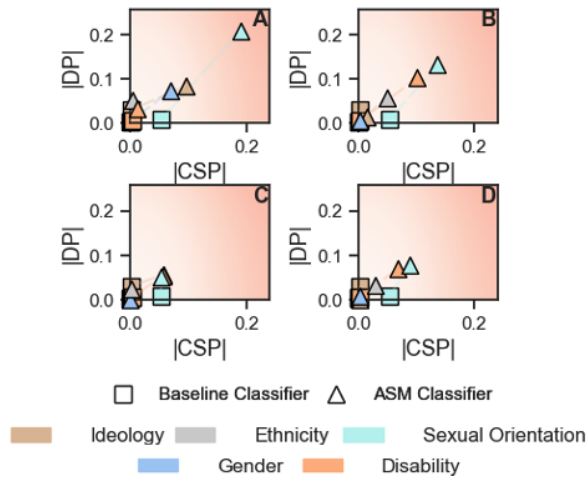 A B
0.2 0.2
|DP| |DP|
0.1 0.1
0.0 0.0
0.0 0.2 0.0 0.2
|CSP| |CSP|
C D
0.2 0.2
|DP| |DP|
0.1 0.1
0.0 0.0
0.0 0.2 0.0 0.2
|CSP| |CSP|
Baseline Classifier ASM Classifier
Ideology Ethnicity Sexual Orientation
Gender Disability